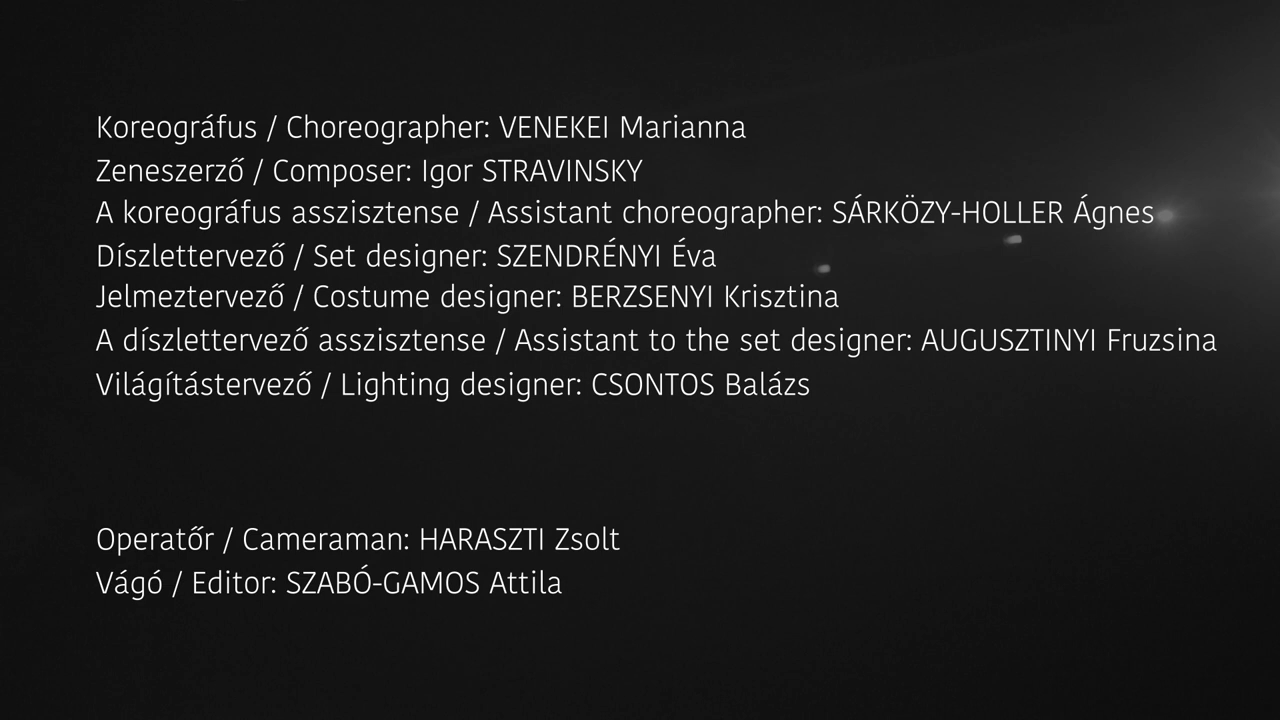 Koreográfus / Choreographer: VENEKEI Marianna
Zeneszerző / Composer: Igor STRAVINSKY
A koreográfus asszisztense / Assistant choreographer: SÁRKÖZY-HOLLER Ágnes
Díszlettervező / Set designer: SZENDRÉNYI Éva
Jelmeztervező / Costume designer: BERZSENYI Krisztina
A díszlettervező asszisztense / Assistant to the set designer: AUGUSZTINYI Fruzsina
Világítástervező / Lighting designer: CSONTOS Balázs
Operatőr / Cameraman: HARASZTI Zsolt
Vágó / Editor: SZABÓ-GAMOS Attila